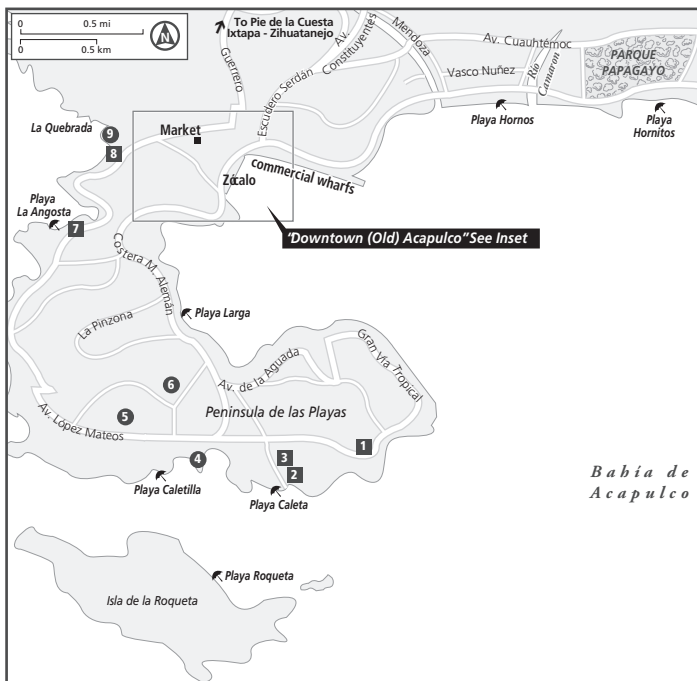 0 0.5 mi
0 0.5 km
N
To Pie de la Cuesta
Ixtapa - Zihuatanejo
Guerrero
Escudero Serdán
Av.
Constituyentes
Mendoza
Av. Cuauhtémoc
Vasco Nuñez
Río
Camaron
PARQUE
PAPAGAYO
La Quebrada
9
8
Market
Playa Hornos
Playa
Hornitos
Zócalo
commercial wharfs
Playa
La Angosta
7
"Downtown (Old) Acapulco" See Inset
Costera M. Alemán
La Pinzona
Playa Larga
Gran Vía Tropical
Av. de la Aguada
6
5
Peninsula de las Playas
Av. López Mateos
1
4
3
2
Playa Caletilla
Playa Caleta
Bahía de
Acapulco
Playa Roqueta
Isla de la Roqueta